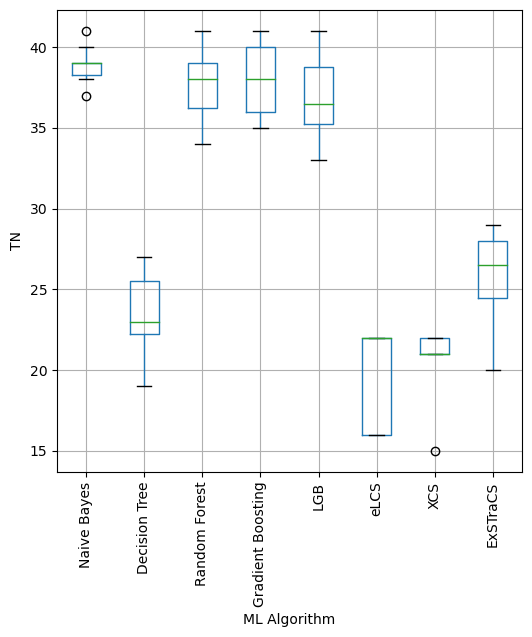 40
35
30
25
20
15
TN
Naive Bayes
Decision Tree
Random Forest
Gradient Boosting
LGB
eLCS
XCS
ExSTraCS
ML Algorithm